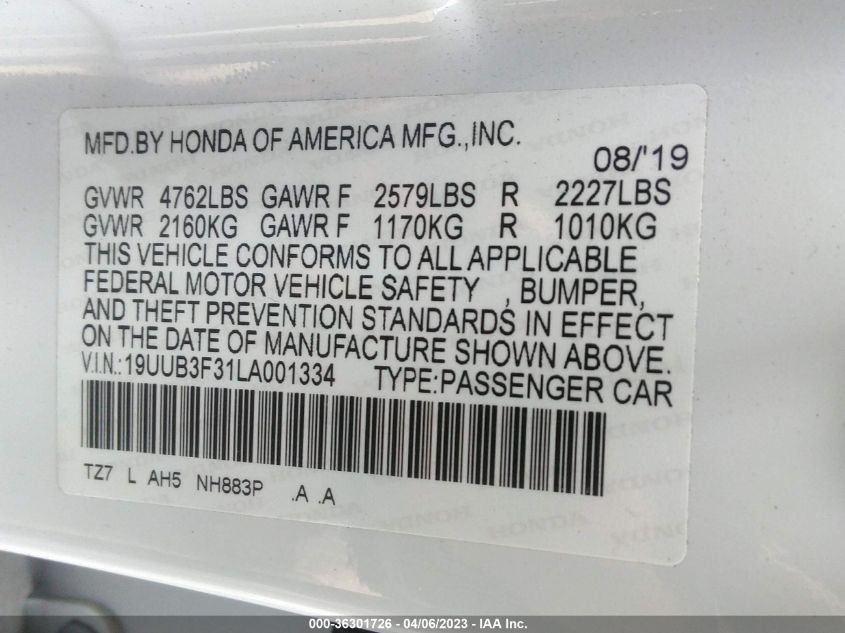 MFD.BY HONDA OF AMERICA MFG.,INC.
08/'19
GVWR 4762LBS GAWR F 2579LBS R 2227LBS
GVWR 2160KG GAWR F 1170KG R 1010KG
THIS VEHICLE CONFORMS TO ALL APPLICABLE
FEDERAL MOTOR VEHICLE SAFETY , BUMPER,
AND THEFT PREVENTION STANDARDS IN EFFECT
ON THE DATE OF MANUFACTURE SHOWN ABOVE.
V.I.N.:19UUB3F31LA001334 TYPE:PASSENGER CAR
TZ7 L AH5 NH883P .A .A
HONDA HONDA
000-36301726 - 04/06/2023 - IAA Inc.